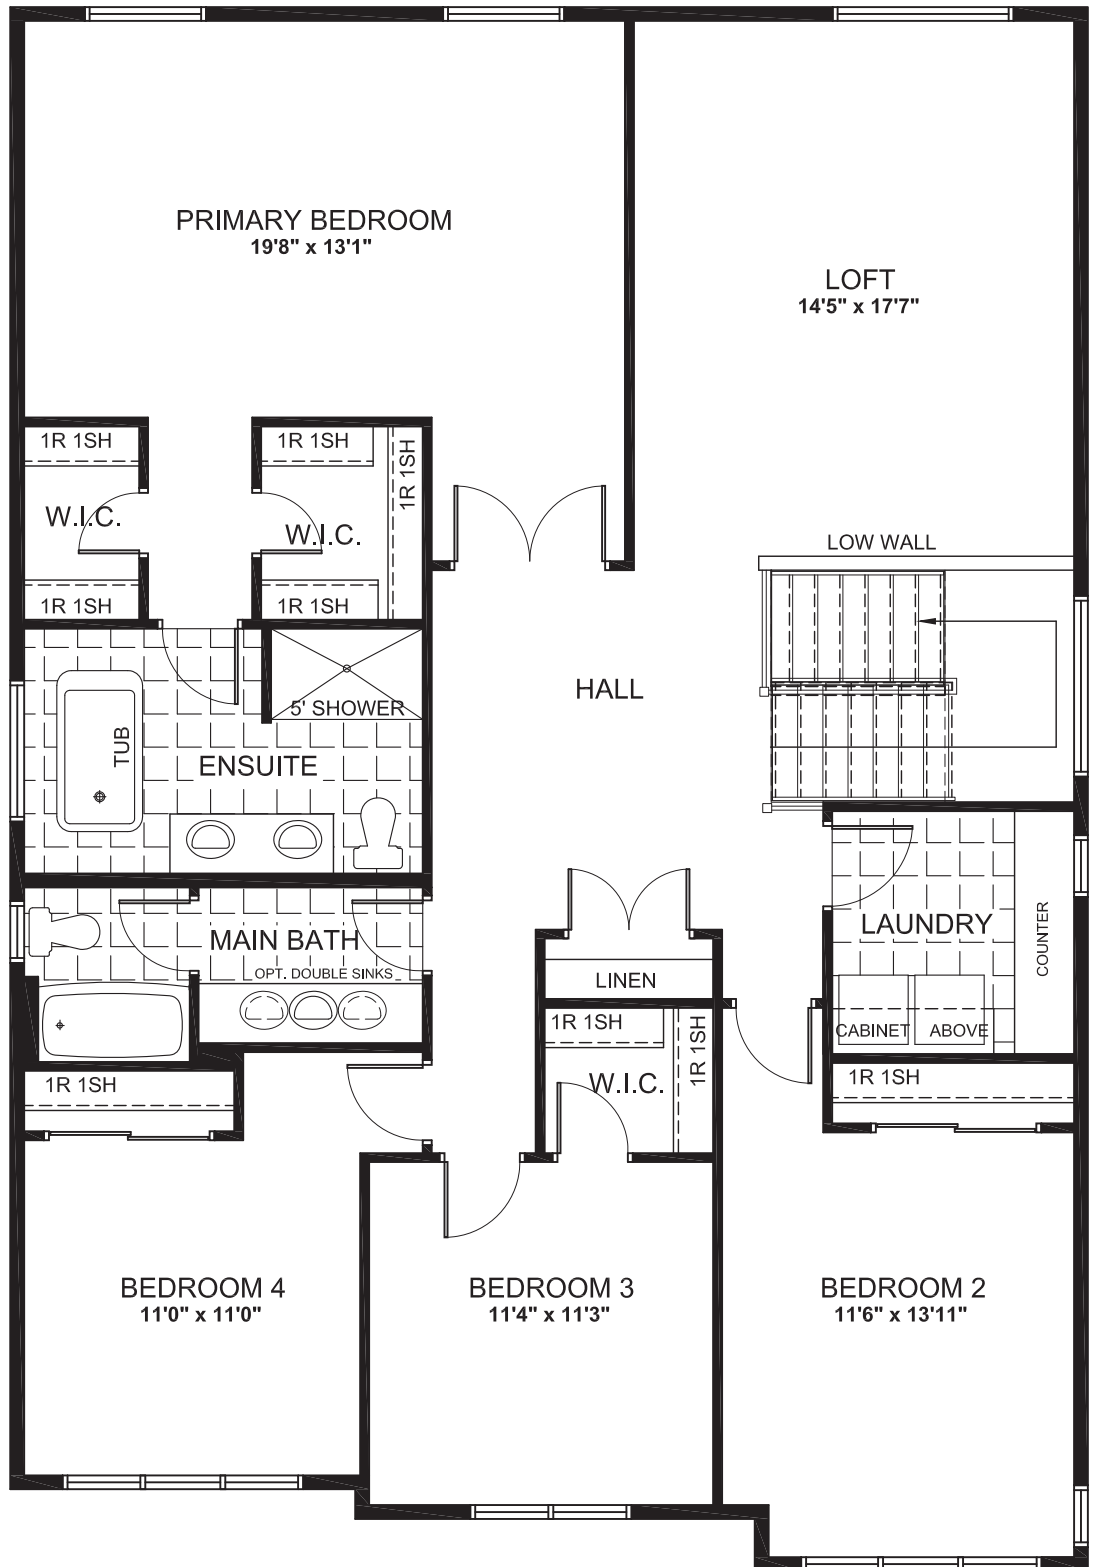 PRIMARY BEDROOM
19'8" x 13'1"
LOFT
14'5" x 17'7"
1R 1SH
1R 1SH
1R 1SH
W.I.C.
W.I.C.
1R 1SH
1R 1SH
LOW WALL
HALL
5' SHOWER
TUB
ENSUITE
MAIN BATH
OPT. DOUBLE SINKS
LAUNDRY
COUNTER
LINEN
CABINET ABOVE
1R 1SH
1R 1SH
W.I.C.
1R 1SH
1R 1SH
BEDROOM 4
11'0" x 11'0"
BEDROOM 3
11'4" x 11'3"
BEDROOM 2
11'6" x 13'11"